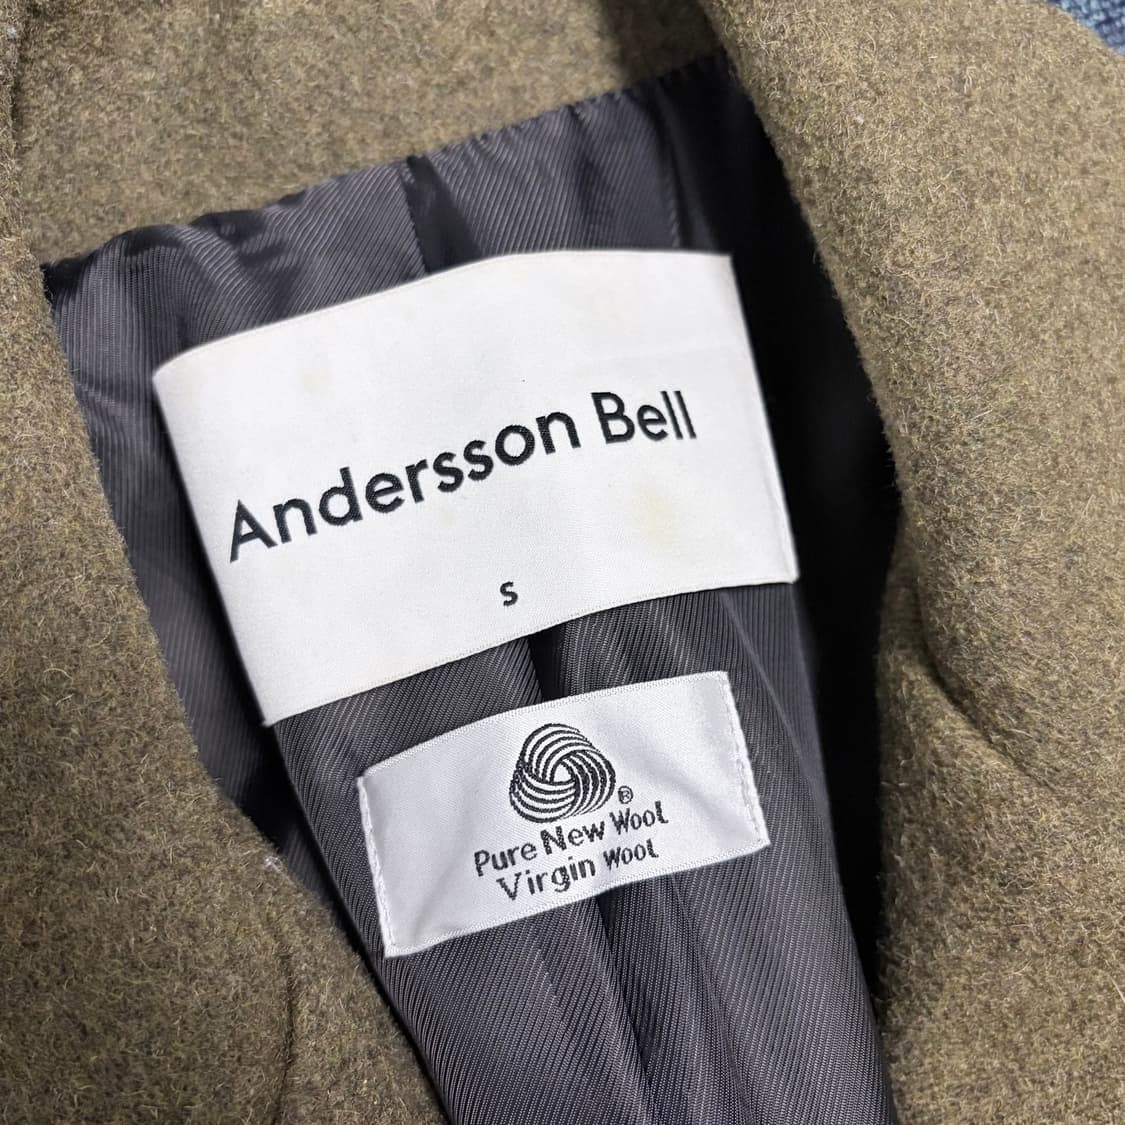 Andersson Bell
S
®
Pure New Wool
Virgin Wool